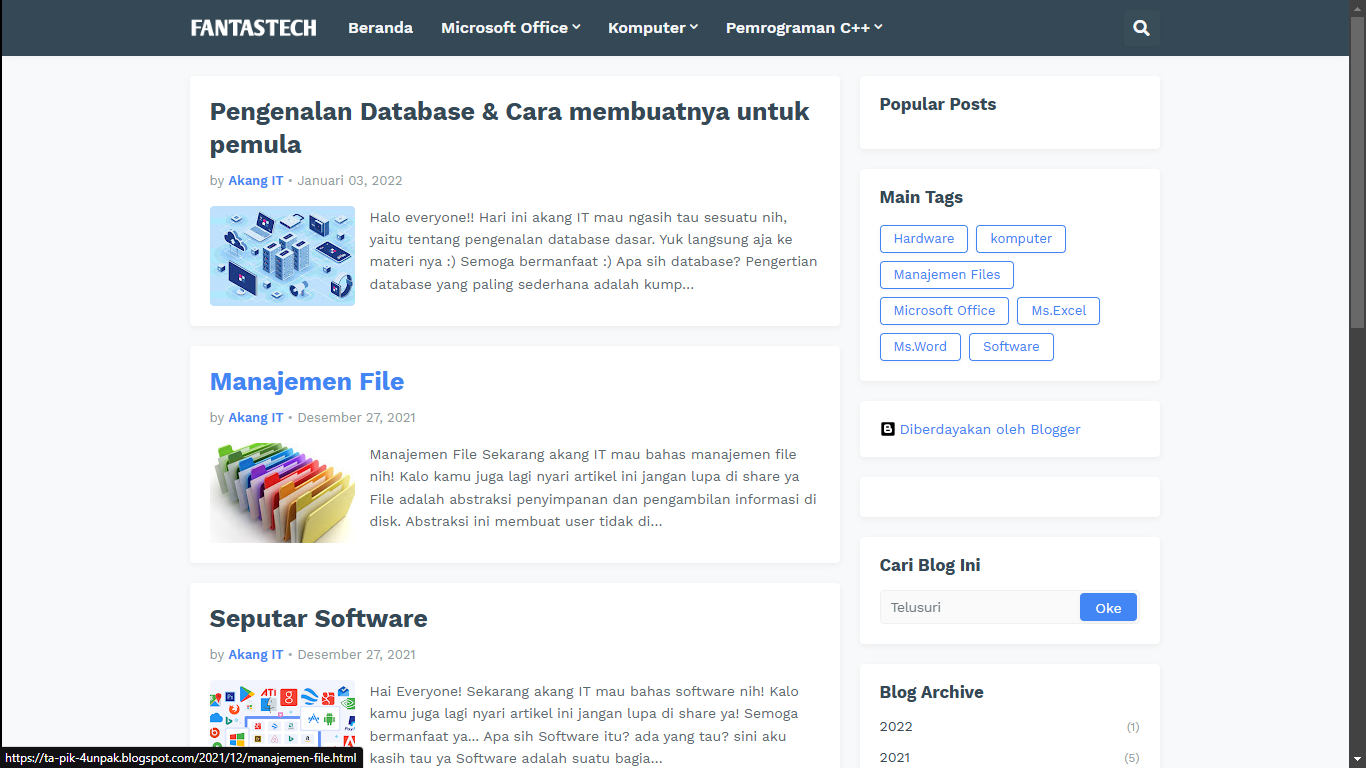 FANTASTECH Beranda Microsoft Office Komputer Pemrograman C++
Pengenalan Database & Cara membuatnya untuk
pemula
by Akang IT • Januari 03, 2022
Halo everyone!! Hari ini akang IT mau ngasih tau sesuatu nih,
yaitu tentang pengenalan database dasar. Yuk langsung aja ke
materi nya :) Semoga bermanfaat :) Apa sih database? Pengertian
database yang paling sederhana adalah kump...
Manajemen File
by Akang IT • Desember 27, 2021
Manajemen File Sekarang akang IT mau bahas manajemen file
nih! Kalo kamu juga lagi nyari artikel ini jangan lupa di share ya
File adalah abstraksi penyimpanan dan pengambilan informasi di
disk. Abstraksi ini membuat user tidak di...
Seputar Software
by Akang IT • Desember 27, 2021
Hai Everyone! Sekarang akang IT mau bahas software nih! Kalo
kamu juga lagi nyari artikel ini jangan lupa di share ya! Semoga
bermanfaat ya... Apa sih Software itu? ada yang tau? sini aku
kasih tau ya Software adalah suatu bagia...
Popular Posts
Main Tags
Hardware komputer
Manajemen Files
Microsoft Office Ms.Excel
Ms.Word Software
Diberdayakan oleh Blogger
Cari Blog Ini
Telusuri Oke
Blog Archive
2022 (1)
2021 (5)
https://ta-pik-4unpak.blogspot.com/2021/12/manajemen-file.html